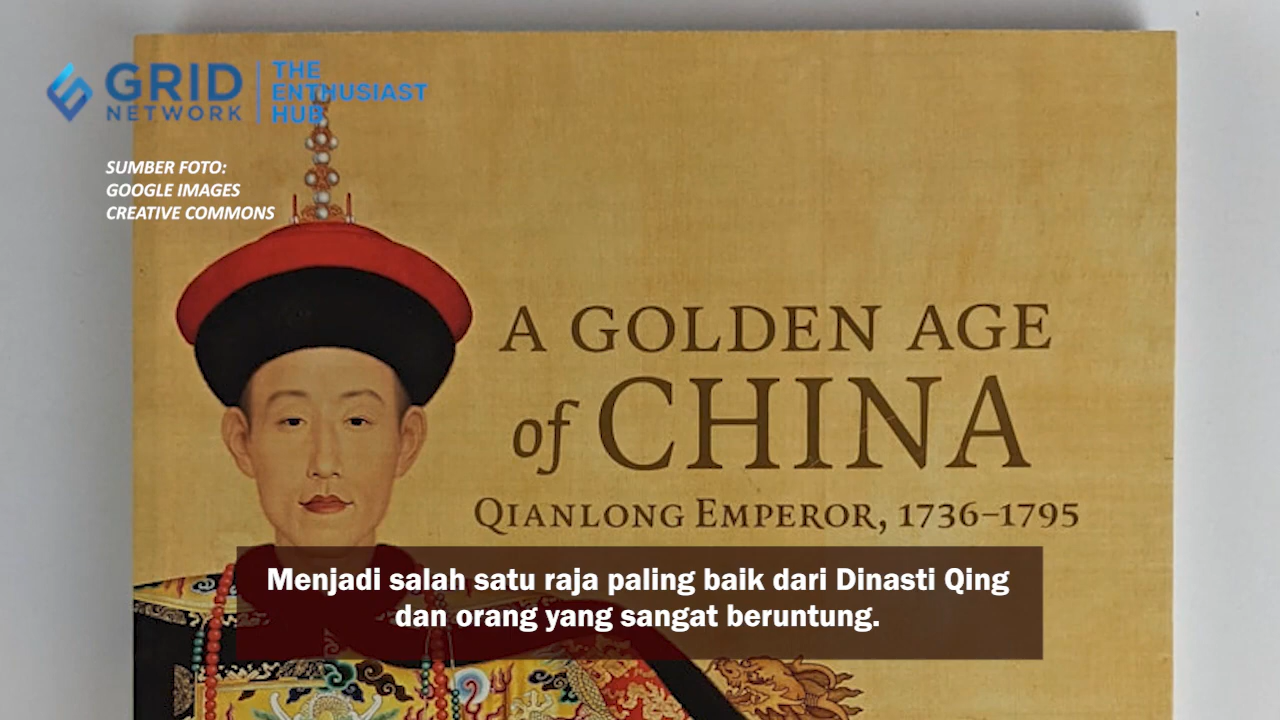 GRID
NETWORK
THE
ENTHUSIAST
HUB
SUMBER FOTO:
GOOGLE IMAGES
CREATIVE COMMONS
A GOLDEN AGE
of CHINA
QIANLONG EMPEROR, 1736–1795
Menjadi salah satu raja paling baik dari Dinasti Qing
dan orang yang sangat beruntung.